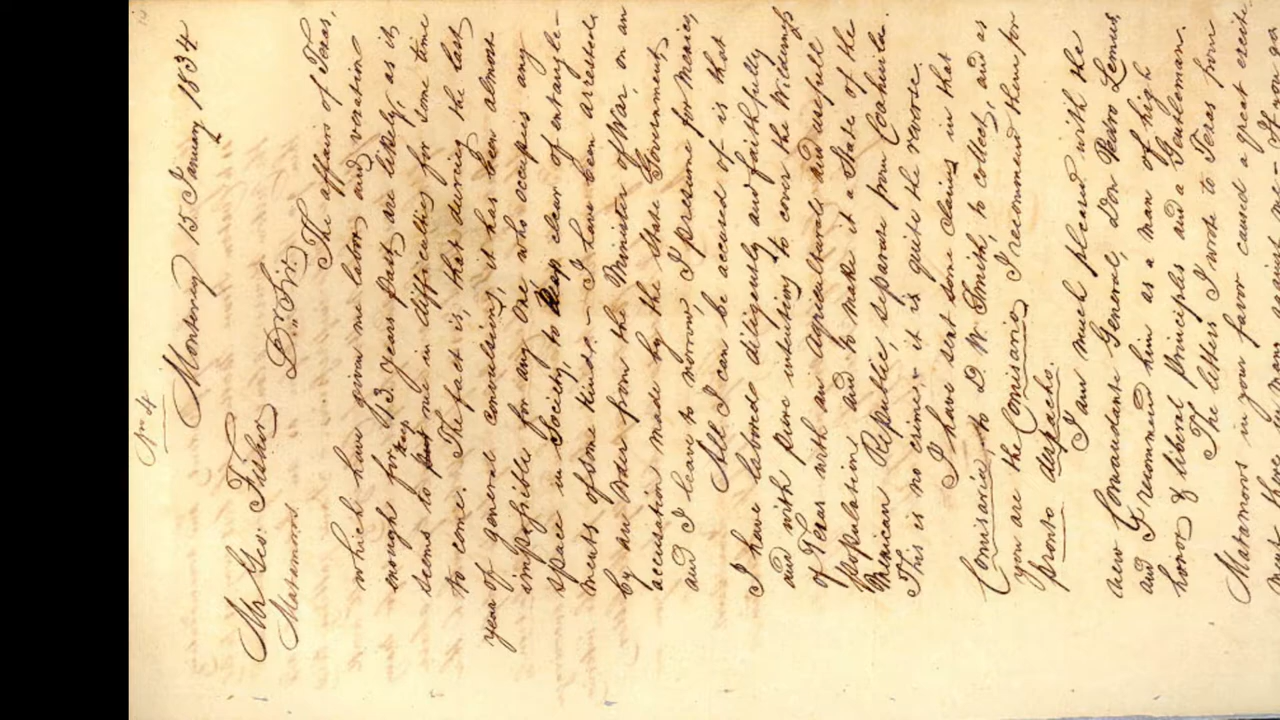 No 4
Monterey 15 Jany 1834
Mr Geo: Fisher
Matamoros
Dr Sir.
The affairs of Texas,
which have given me labor and vexation
enough for 13 years past, are likely, as it
seems to keep me in difficulties for some time
to come. The fact is, that during the last
year of general convulsions, it has been almost
impossible for any one, who occupies any
space in Society, to keep clear of entangle-
ments of some kind. - I have been arrested
by an order from the Minister of War, on an
accusation made by the State Government,
and I leave to morrow, I presume for Mexico,
All I can be accused of is that
I have labored diligently and faithfully
and with pure intentions to cover the Wilderness
of Texas with an agricultural and usefull
population, and to make it a State of the
Mexican Republic, separate from Coahuila.
This is no crime, - it is quite the reverse.
I have sent some claims in that
Comisaria, to D. W. Smith, to collect, and as
you are the Comisario I recommend them for
pronto despacho.
I am much pleased with the
new Comandante General, Don Pedro Lemus,
and I recommend him as a man of high
honor & liberal principles and a Gentleman.
The letters I wrote to Texas from
Matamoros in your favor caused a great excite-